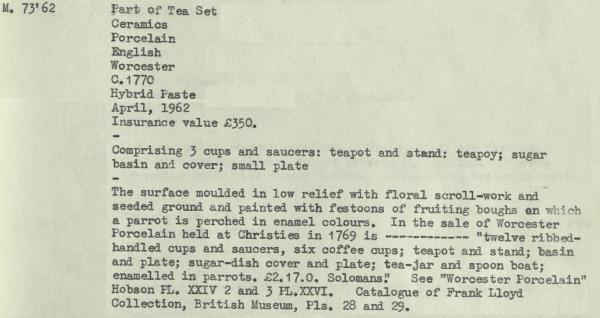 M. 73'62 Part of Tea Set
Ceramics
Porcelain
English
Worcester
C.1770
Hybrid Paste
April, 1962
Insurance value £350.
-
Comprising 3 cups and saucers: teapot and stand: teapoy; sugar
basin and cover; small plate
-
The surface moulded in low relief with floral scroll-work and
seeded ground and painted with festoons of fruiting boughs on which
a parrot is perched in enamel colours. In the sale of Worcester
Porcelain held at Christies in 1769 is ------------ "twelve ribbed-
handled cups and saucers, six coffee cups; teapot and stand; basin
and plate; sugar-dish cover and plate; tea-jar and spoon boat;
enamelled in parrots. £2.17.0. Solomans." See "Worcester Porcelain"
Hobson PL. XXIV 2 and 3 PL.XXVI. Catalogue of Frank Lloyd
Collection, British Museum, Pls. 28 and 29.